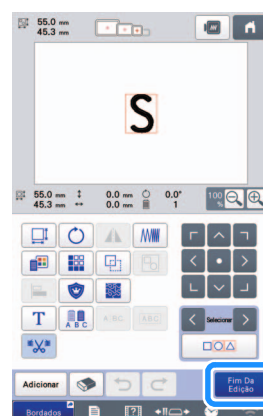 55.0 mm
45.3 mm
S
55.0 mm 0.0 mm 0.0°
45.3 mm 0.0 mm 1
100 %
T A B C
Selecionar
Adicionar
Fim Da
Edição
Bordados